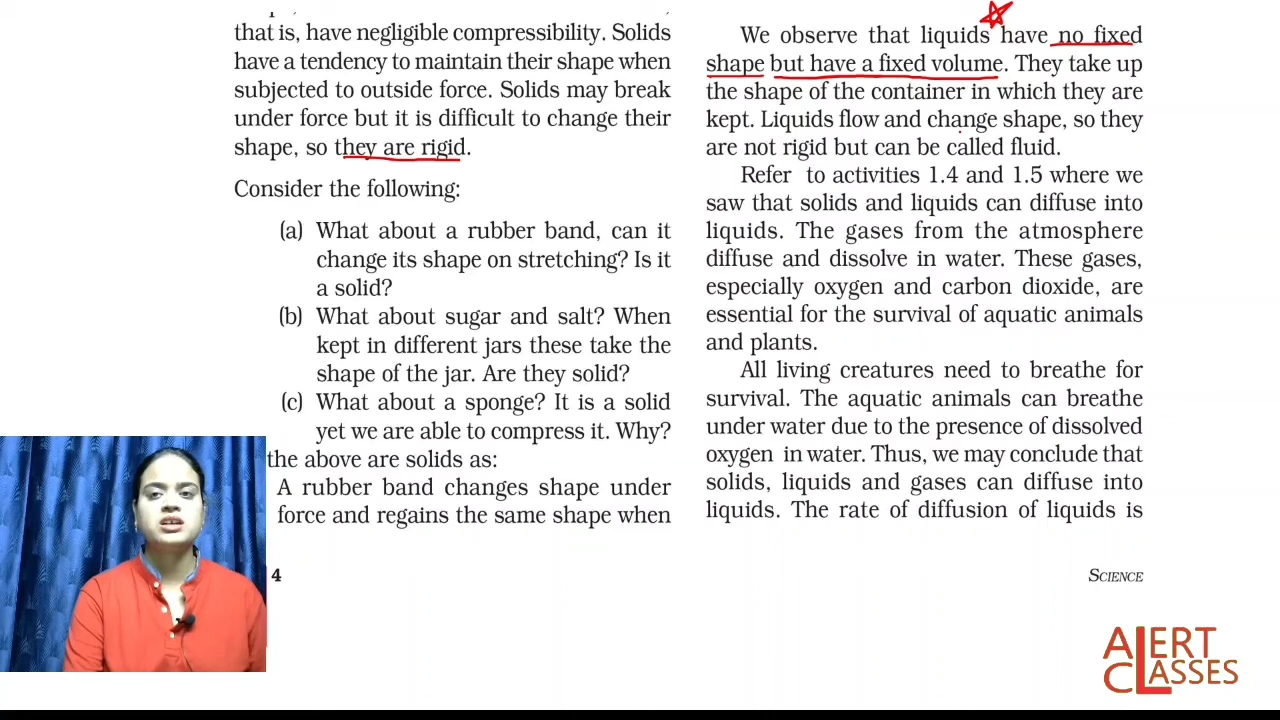 that is, have negligible compressibility. Solids
have a tendency to maintain their shape when
subjected to outside force. Solids may break
under force but it is difficult to change their
shape, so they are rigid.
Consider the following:
(a) What about a rubber band, can it
change its shape on stretching? Is it
a solid?
(b) What about sugar and salt? When
kept in different jars these take the
shape of the jar. Are they solid?
(c) What about a sponge? It is a solid
yet we are able to compress it. Why?
the above are solids as:
A rubber band changes shape under
force and regains the same shape when
4
We observe that liquids have no fixed
shape but have a fixed volume. They take up
the shape of the container in which they are
kept. Liquids flow and change shape, so they
are not rigid but can be called fluid.
Refer to activities 1.4 and 1.5 where we
saw that solids and liquids can diffuse into
liquids. The gases from the atmosphere
diffuse and dissolve in water. These gases,
especially oxygen and carbon dioxide, are
essential for the survival of aquatic animals
and plants.
All living creatures need to breathe for
survival. The aquatic animals can breathe
under water due to the presence of dissolved
oxygen in water. Thus, we may conclude that
solids, liquids and gases can diffuse into
liquids. The rate of diffusion of liquids is
SCIENCE
ALERT
CLASSES